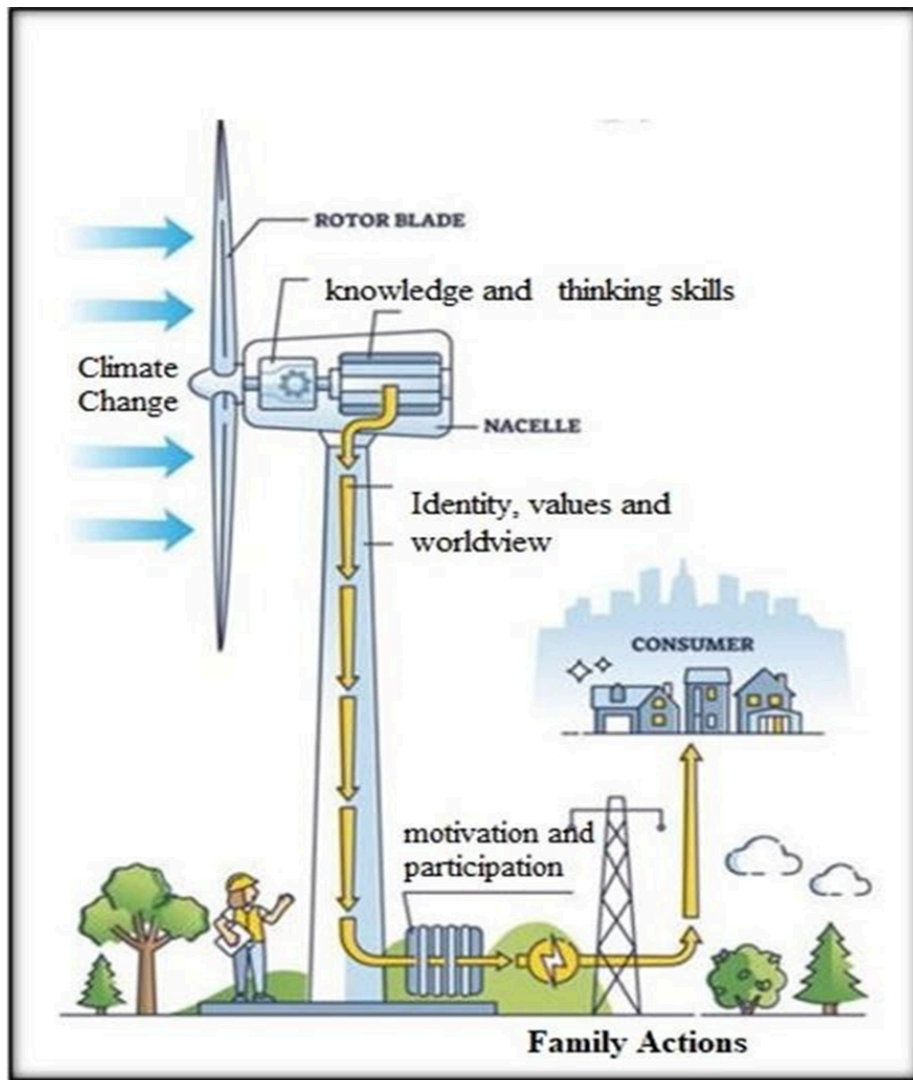 ROTOR BLADE
knowledge and thinking skills
Climate
Change
NACELLE
Identity, values and
worldview
CONSUMER
motivation and
participation
Family Actions